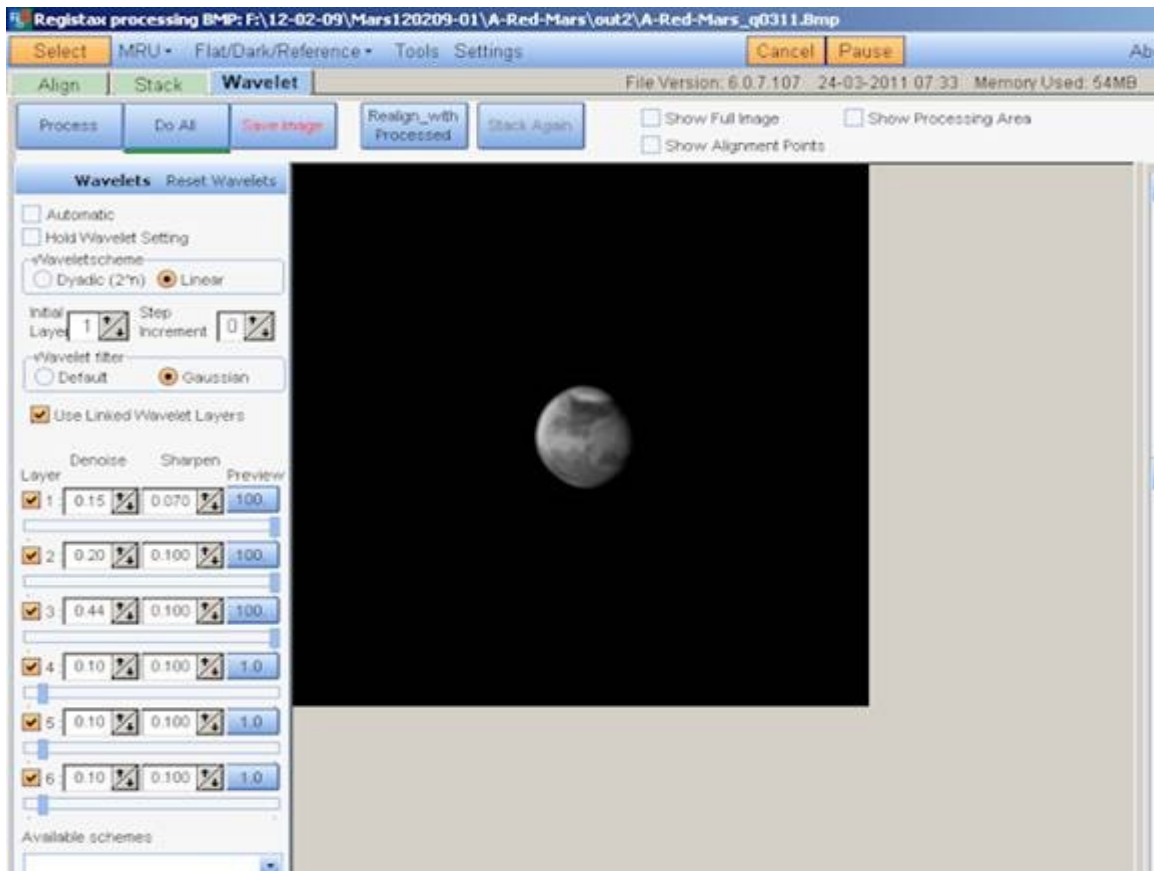 Registax processing BMP: F:\12-02-09\Mars120209-01\A-Red-Mars\out2\A-Red-Mars_q0311.Bmp
Select MRU Flat/Dark/Reference Tools Settings Cancel Pause Ab
Align Stack Wavelet File Version: 6.0.7.107 24-03-2011 07:33 Memory Used: 54MB
Process Do All Save Image Realign_with Processed Stack Again
Show Full Image Show Processing Area
Show Alignment Points
Wavelets Reset Wavelets
Automatic
Hold Wavelet Setting
Waveletscheme
Dyadic (2^n) Linear
Initial Layer 1 Step Increment 0
Wavelet filter
Default Gaussian
Use Linked Wavelet Layers
Denoise Sharpen
Layer Preview
1 0.15 0.070 100
2 0.20 0.100 100
3 0.44 0.100 100
4 0.10 0.100 1.0
5 0.10 0.100 1.0
6 0.10 0.100 1.0
Available schemes